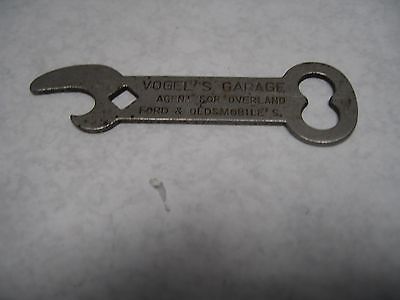 VOGEL'S GARAGE
AGENT FOR OVERLAND
FORD & OLDSMOBILE'S.